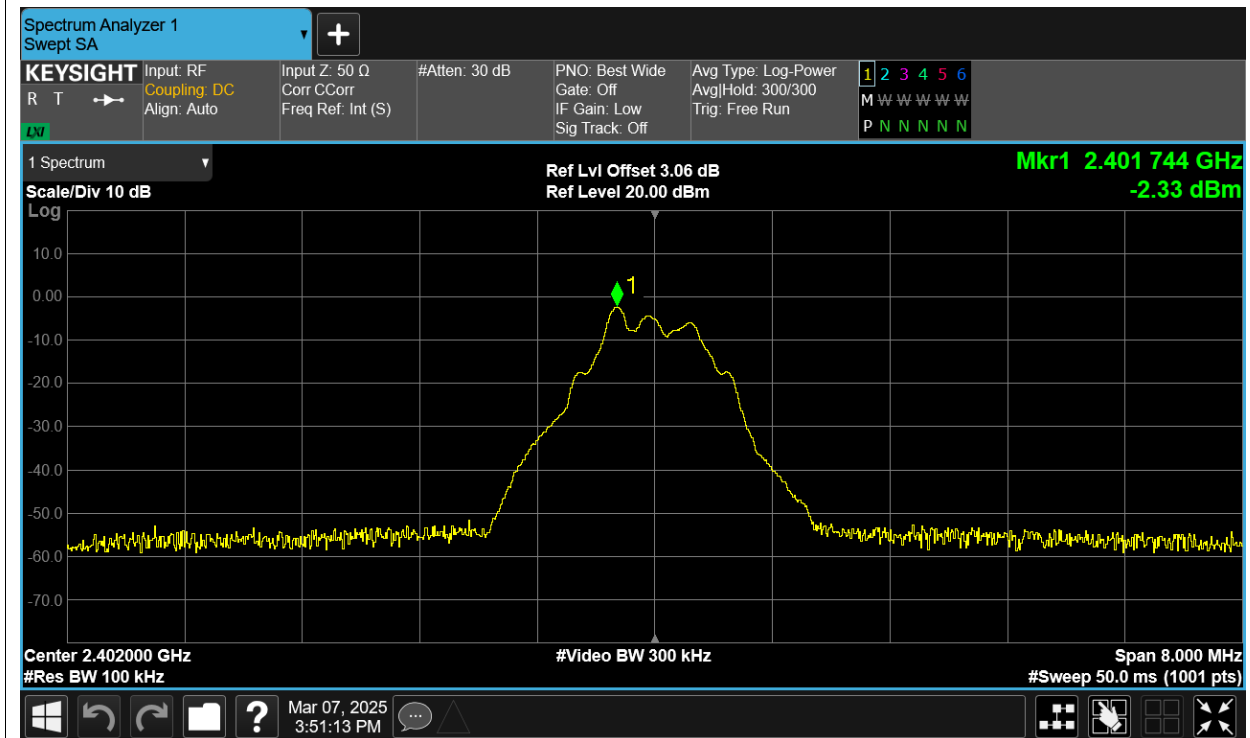 Spectrum Analyzer 1
Swept SA
KEYSIGHT
R T
LXI
Input: RF
Coupling: DC
Align: Auto
Input Z: 50 Ω
Corr CCorr
Freq Ref: Int (S)
#Atten: 30 dB
PNO: Best Wide
Gate: Off
IF Gain: Low
Sig Track: Off
Avg Type: Log-Power
Avg|Hold: 300/300
Trig: Free Run
1 2 3 4 5 6
M W W W W W
P N N N N N
1 Spectrum
Scale/Div 10 dB
Ref Lvl Offset 3.06 dB
Ref Level 20.00 dBm
Mkr1 2.401 744 GHz
-2.33 dBm
Log
10.0
0.00
-10.0
-20.0
-30.0
-40.0
-50.0
-60.0
-70.0
1
Center 2.402000 GHz
#Res BW 100 kHz
#Video BW 300 kHz
Span 8.000 MHz
#Sweep 50.0 ms (1001 pts)
?
Mar 07, 2025
3:51:13 PM